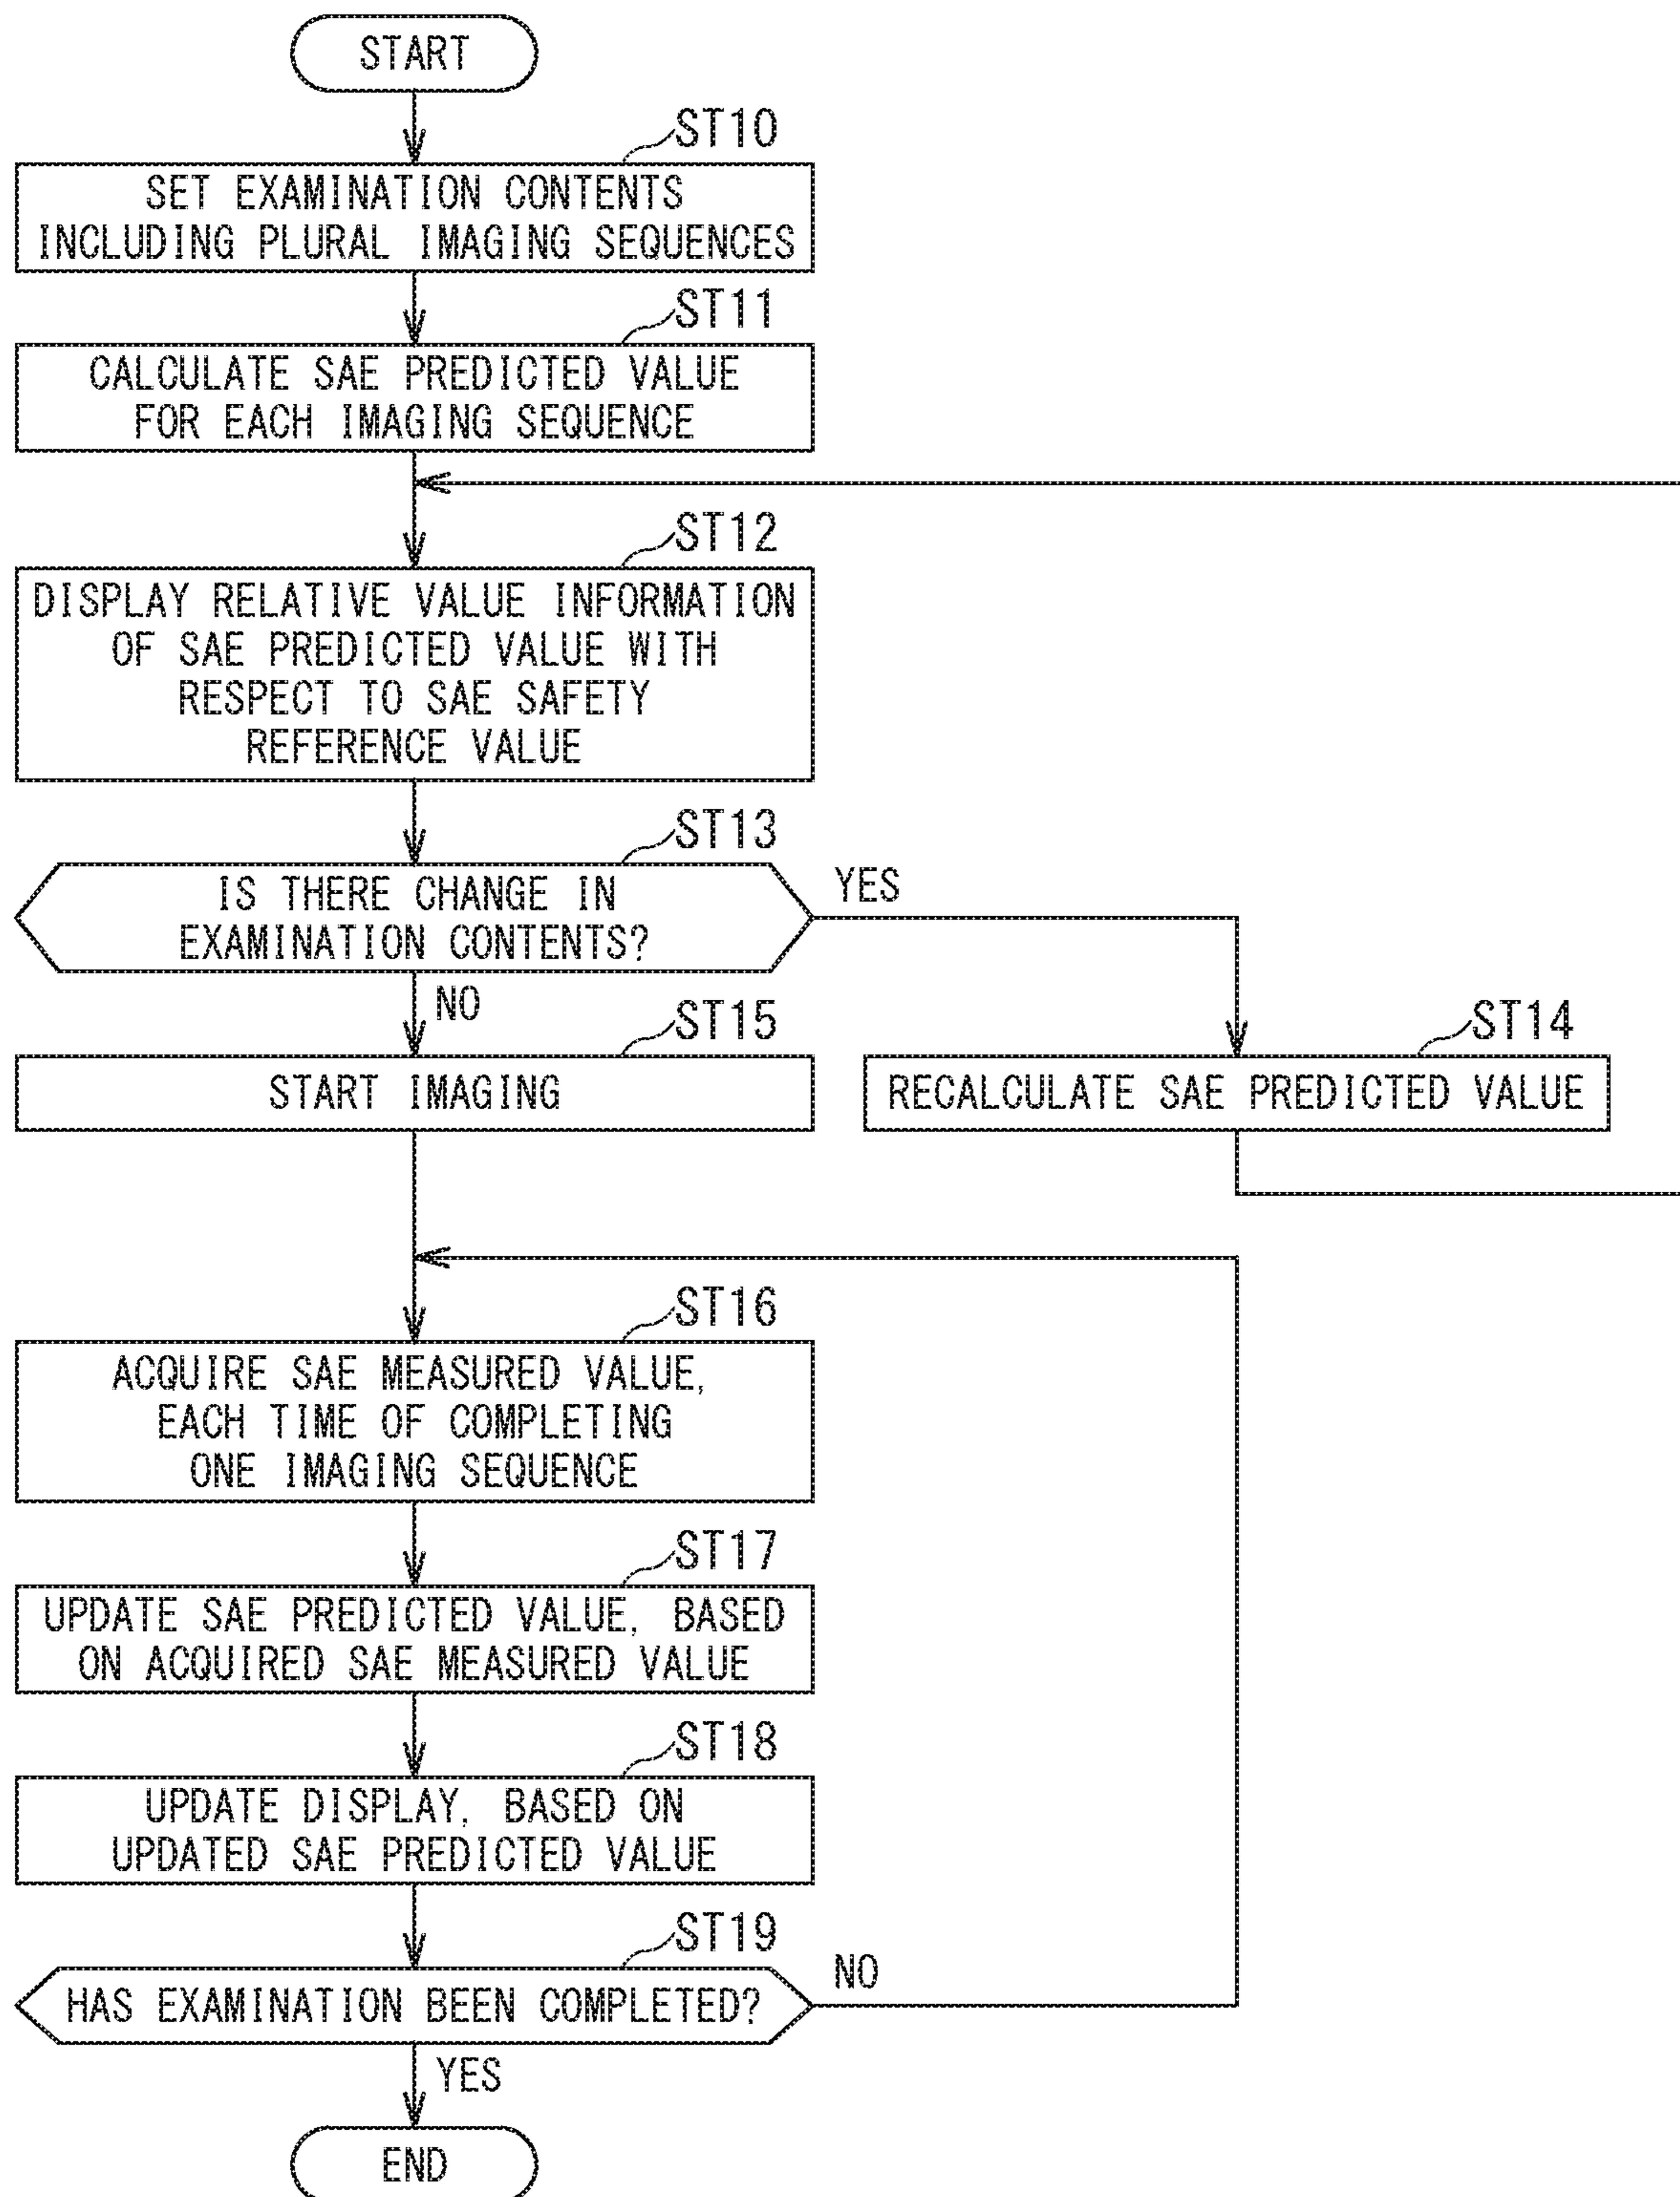 START
ST10
SET EXAMINATION CONTENTS
INCLUDING PLURAL IMAGING SEQUENCES
ST11
CALCULATE SAE PREDICTED VALUE
FOR EACH IMAGING SEQUENCE
ST12
DISPLAY RELATIVE VALUE INFORMATION
OF SAE PREDICTED VALUE WITH
RESPECT TO SAE SAFETY
REFERENCE VALUE
ST13
IS THERE CHANGE IN
EXAMINATION CONTENTS?
YES
NO
ST15
START IMAGING
ST14
RECALCULATE SAE PREDICTED VALUE
ST16
ACQUIRE SAE MEASURED VALUE,
EACH TIME OF COMPLETING
ONE IMAGING SEQUENCE
ST17
UPDATE SAE PREDICTED VALUE, BASED
ON ACQUIRED SAE MEASURED VALUE
ST18
UPDATE DISPLAY, BASED ON
UPDATED SAE PREDICTED VALUE
ST19
HAS EXAMINATION BEEN COMPLETED?
NO
YES
END